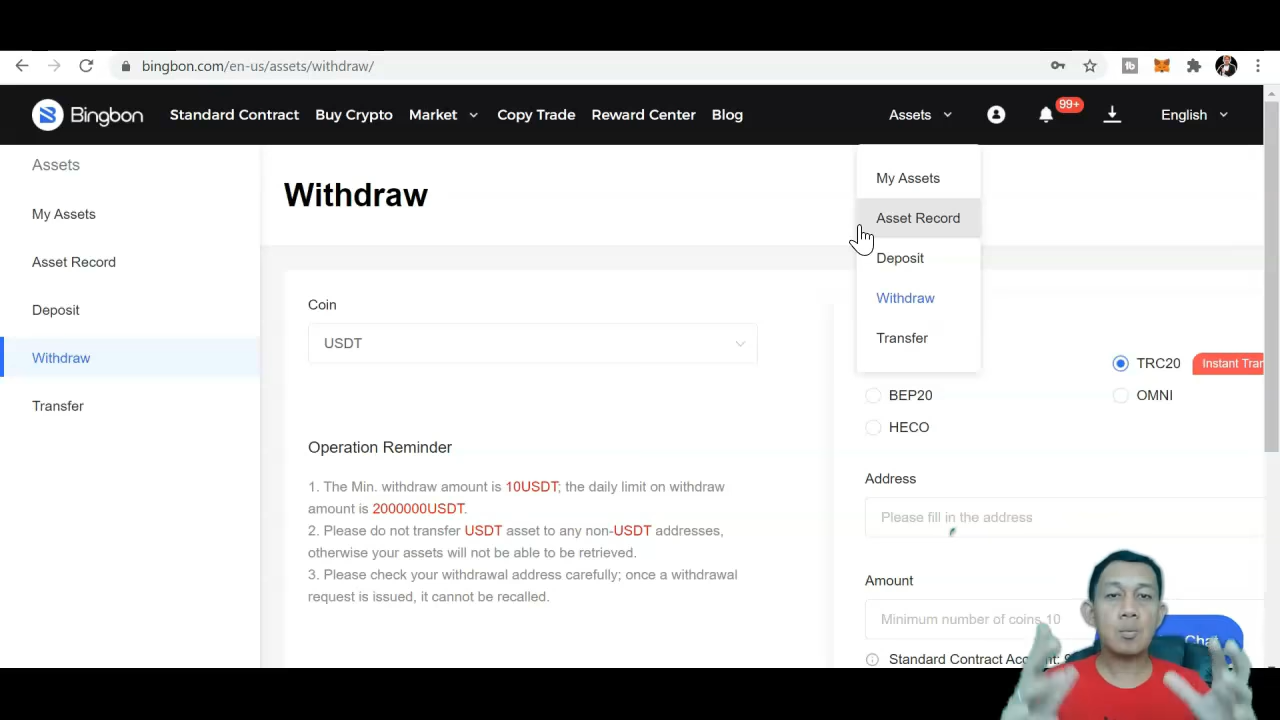 bingbon.com/en-us/assets/withdraw/
Bingbon Standard Contract Buy Crypto Market Copy Trade Reward Center Blog Assets 99+ English
Assets
My Assets
Asset Record
Deposit
Withdraw
Transfer
Withdraw
My Assets
Asset Record
Deposit
Withdraw
Transfer
Coin
USDT
Operation Reminder
1. The Min. withdraw amount is 10USDT; the daily limit on withdraw
amount is 2000000USDT.
2. Please do not transfer USDT asset to any non-USDT addresses,
otherwise your assets will not be able to be retrieved.
3. Please check your withdrawal address carefully; once a withdrawal
request is issued, it cannot be recalled.
TRC20 Instant Tran
BEP20 OMNI
HECO
Address
Please fill in the address
Amount
Minimum number of coins 10
Standard Contract